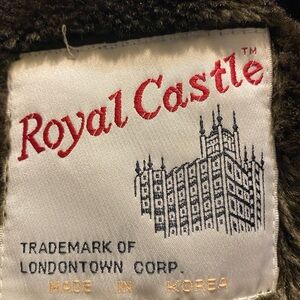 Royal Castle™
TRADEMARK OF
LONDONTOWN CORP.
MADE IN KOREA